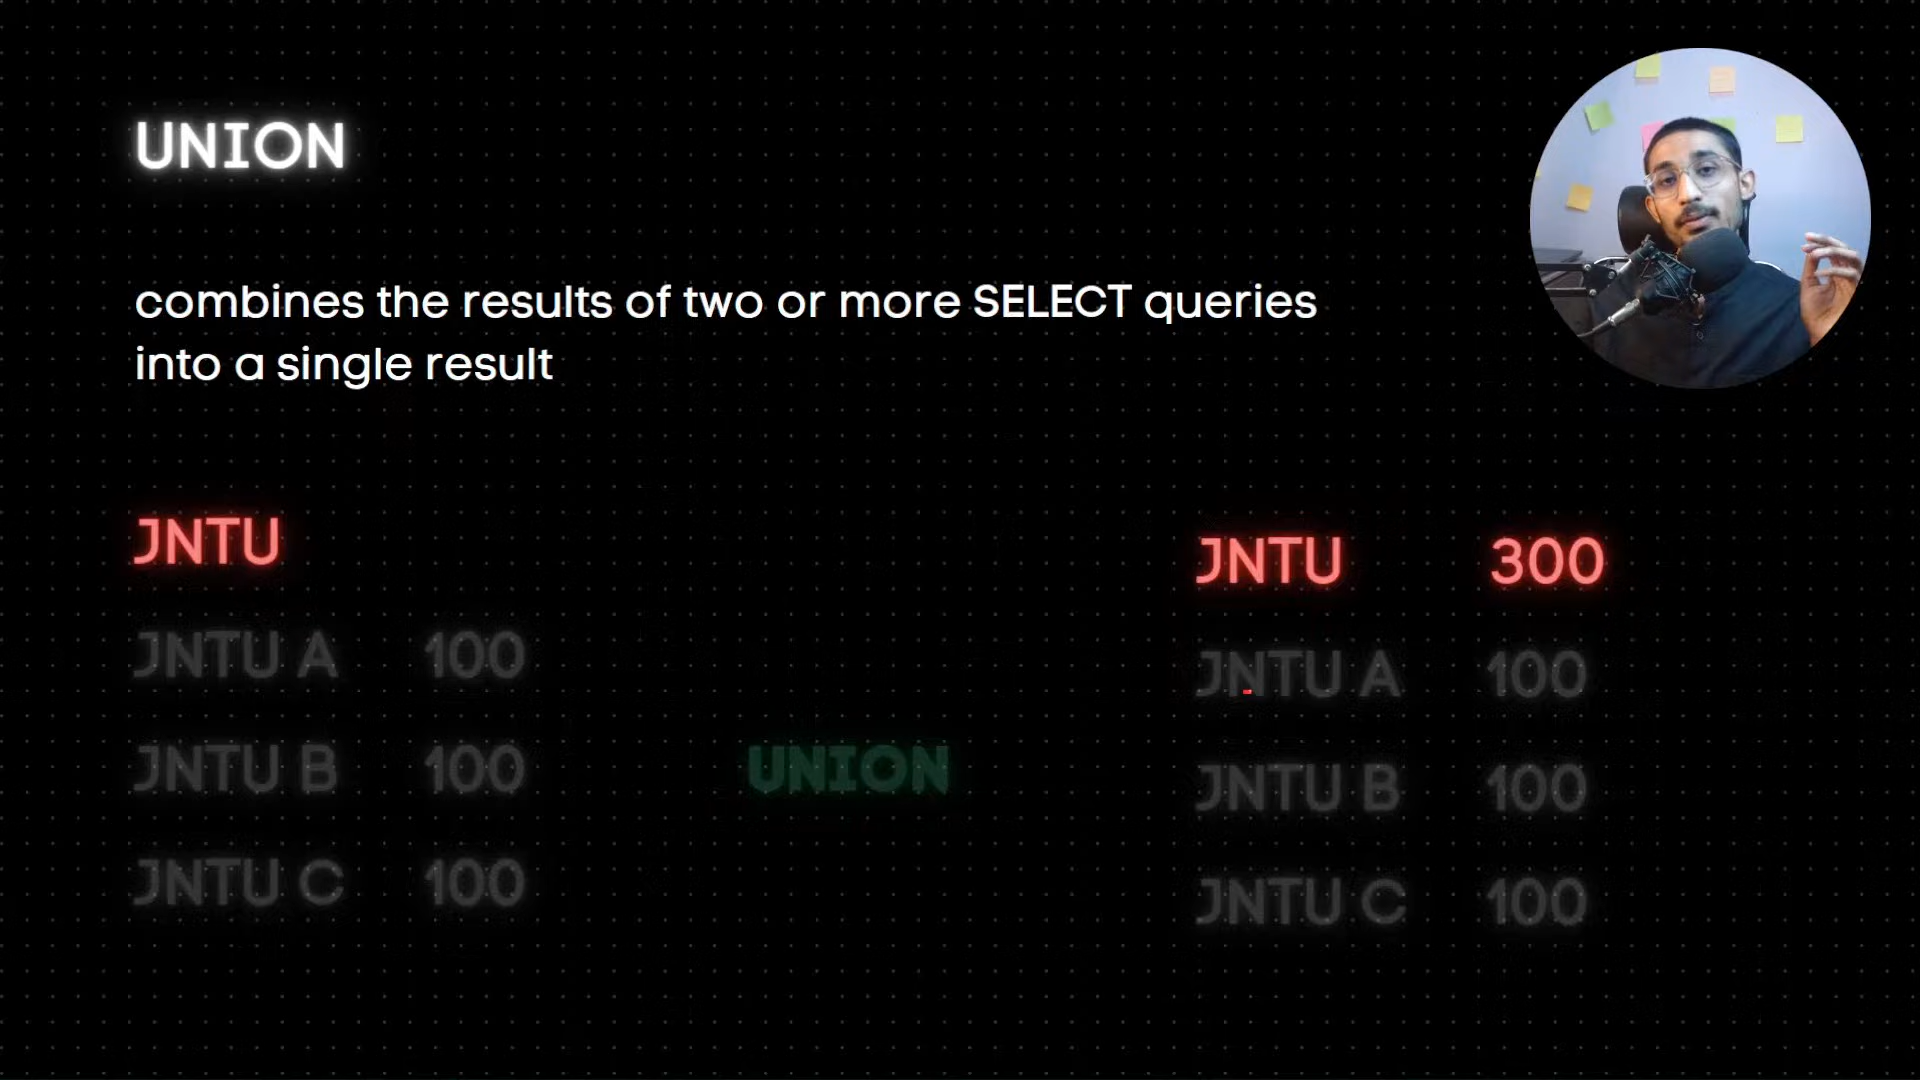 UNION
combines the results of two or more SELECT queries
into a single result
JNTU
JNTU A 100
JNTU B 100
JNTU C 100
UNION
JNTU 300
JNTU A 100
JNTU B 100
JNTU C 100